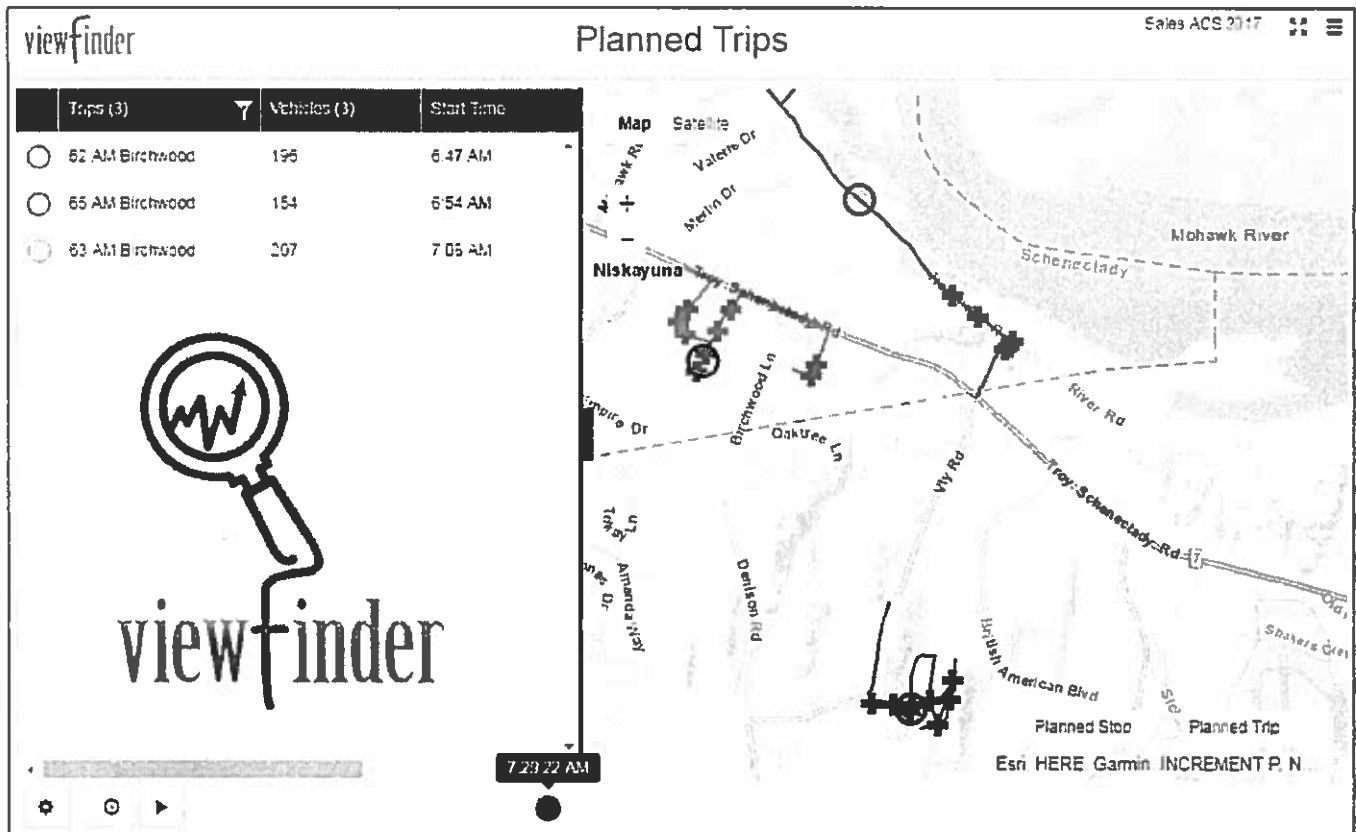 viewfinder
Planned Trips
Sales ACS 2017
Trips (3)
Vehicles (3)
Start Time
62 AM Birchwood
196
6:47 AM
65 AM Birchwood
154
6:54 AM
63 AM Birchwood
7:05 AM
viewfinder
7:29:22 AM
Map
Satellite
Valerie Dr
Merlin Dr
Niskayuna
Troy-Schenectady Rd
Birchwood Ln
Oaktree Ln
Empire Dr
Mohawk River
Schenectady
River Rd
Vly Rd
Troy-Schenectady Rd
7
Denison Rd
Amanda Way
British American Blvd
Planned Stop
Planned Trip
Esri, HERE, Garmin, INCREMENT P, N...